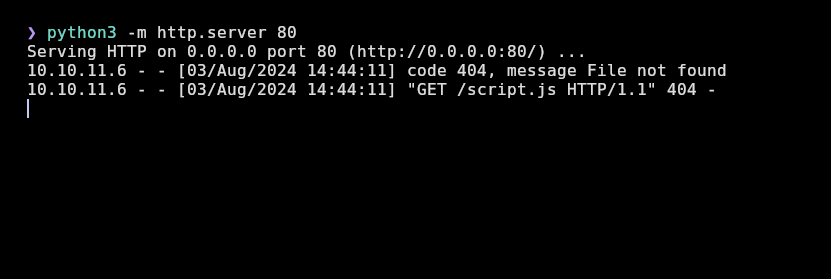 ❯ python3 -m http.server 80
Serving HTTP on 0.0.0.0 port 80 (http://0.0.0.0:80/) ...
10.10.11.6 - - [03/Aug/2024 14:44:11] code 404, message File not found
10.10.11.6 - - [03/Aug/2024 14:44:11] "GET /script.js HTTP/1.1" 404 -